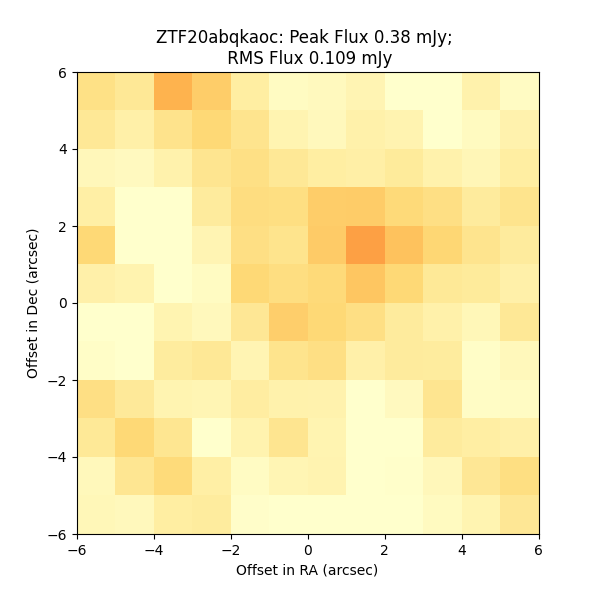 ZTF20abqkaoc: Peak Flux 0.38 mJy;
RMS Flux 0.109 mJy
6
4
2
0
−2
−4
−6
Offset in Dec (arcsec)
−6 −4 −2 0 2 4 6
Offset in RA (arcsec)